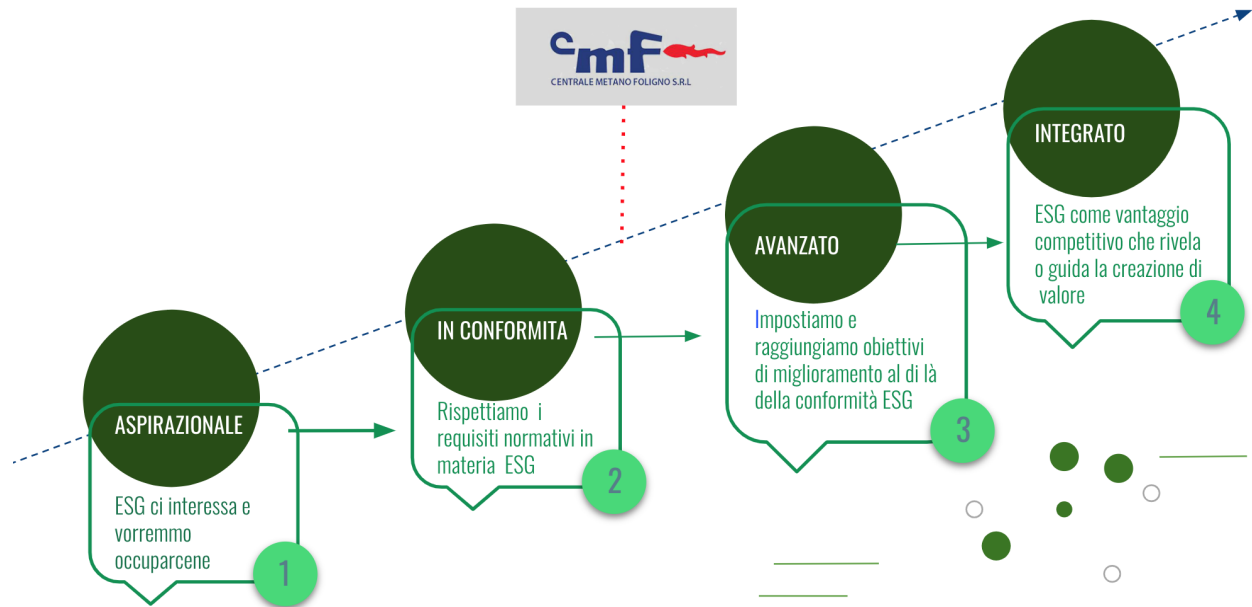 cmf
CENTRALE METANO FOLIGNO S.R.L
ASPIRAZIONALE
ESG ci interessa e
vorremmo
occuparcene
1
IN CONFORMITA
Rispettiamo i
requisiti normativi in
materia ESG
2
AVANZATO
Impostiamo e
raggiungiamo obiettivi
di miglioramento al di là
della conformità ESG
3
INTEGRATO
ESG come vantaggio
competitivo che rivela
o guida la creazione di
valore
4